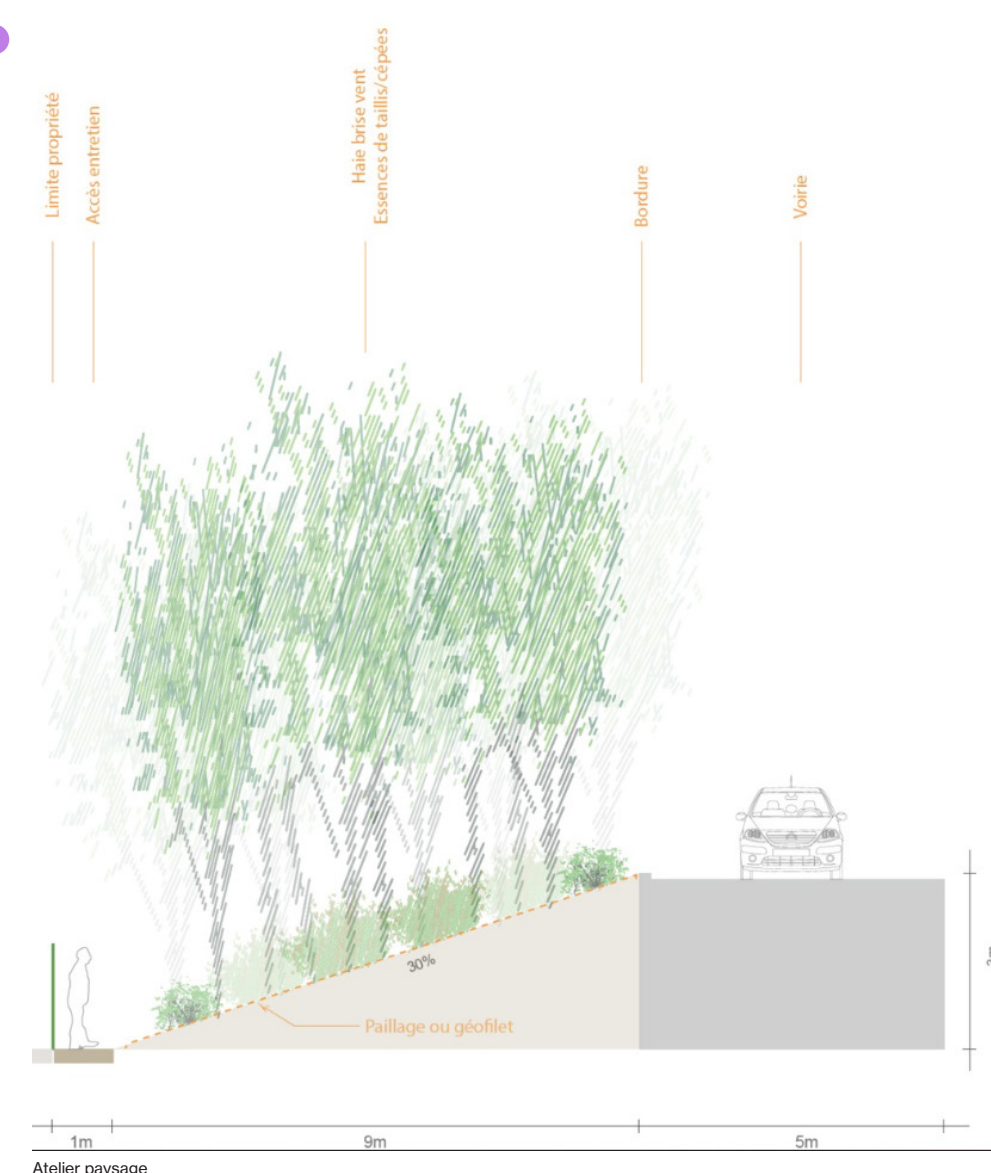 Limite propriété
Accès entretien
Haie brise vent
Essences de taillis/cépées
Bordure
Voirie
30%
Paillage ou géofilet
1m
9m
5m
Atelier paysage